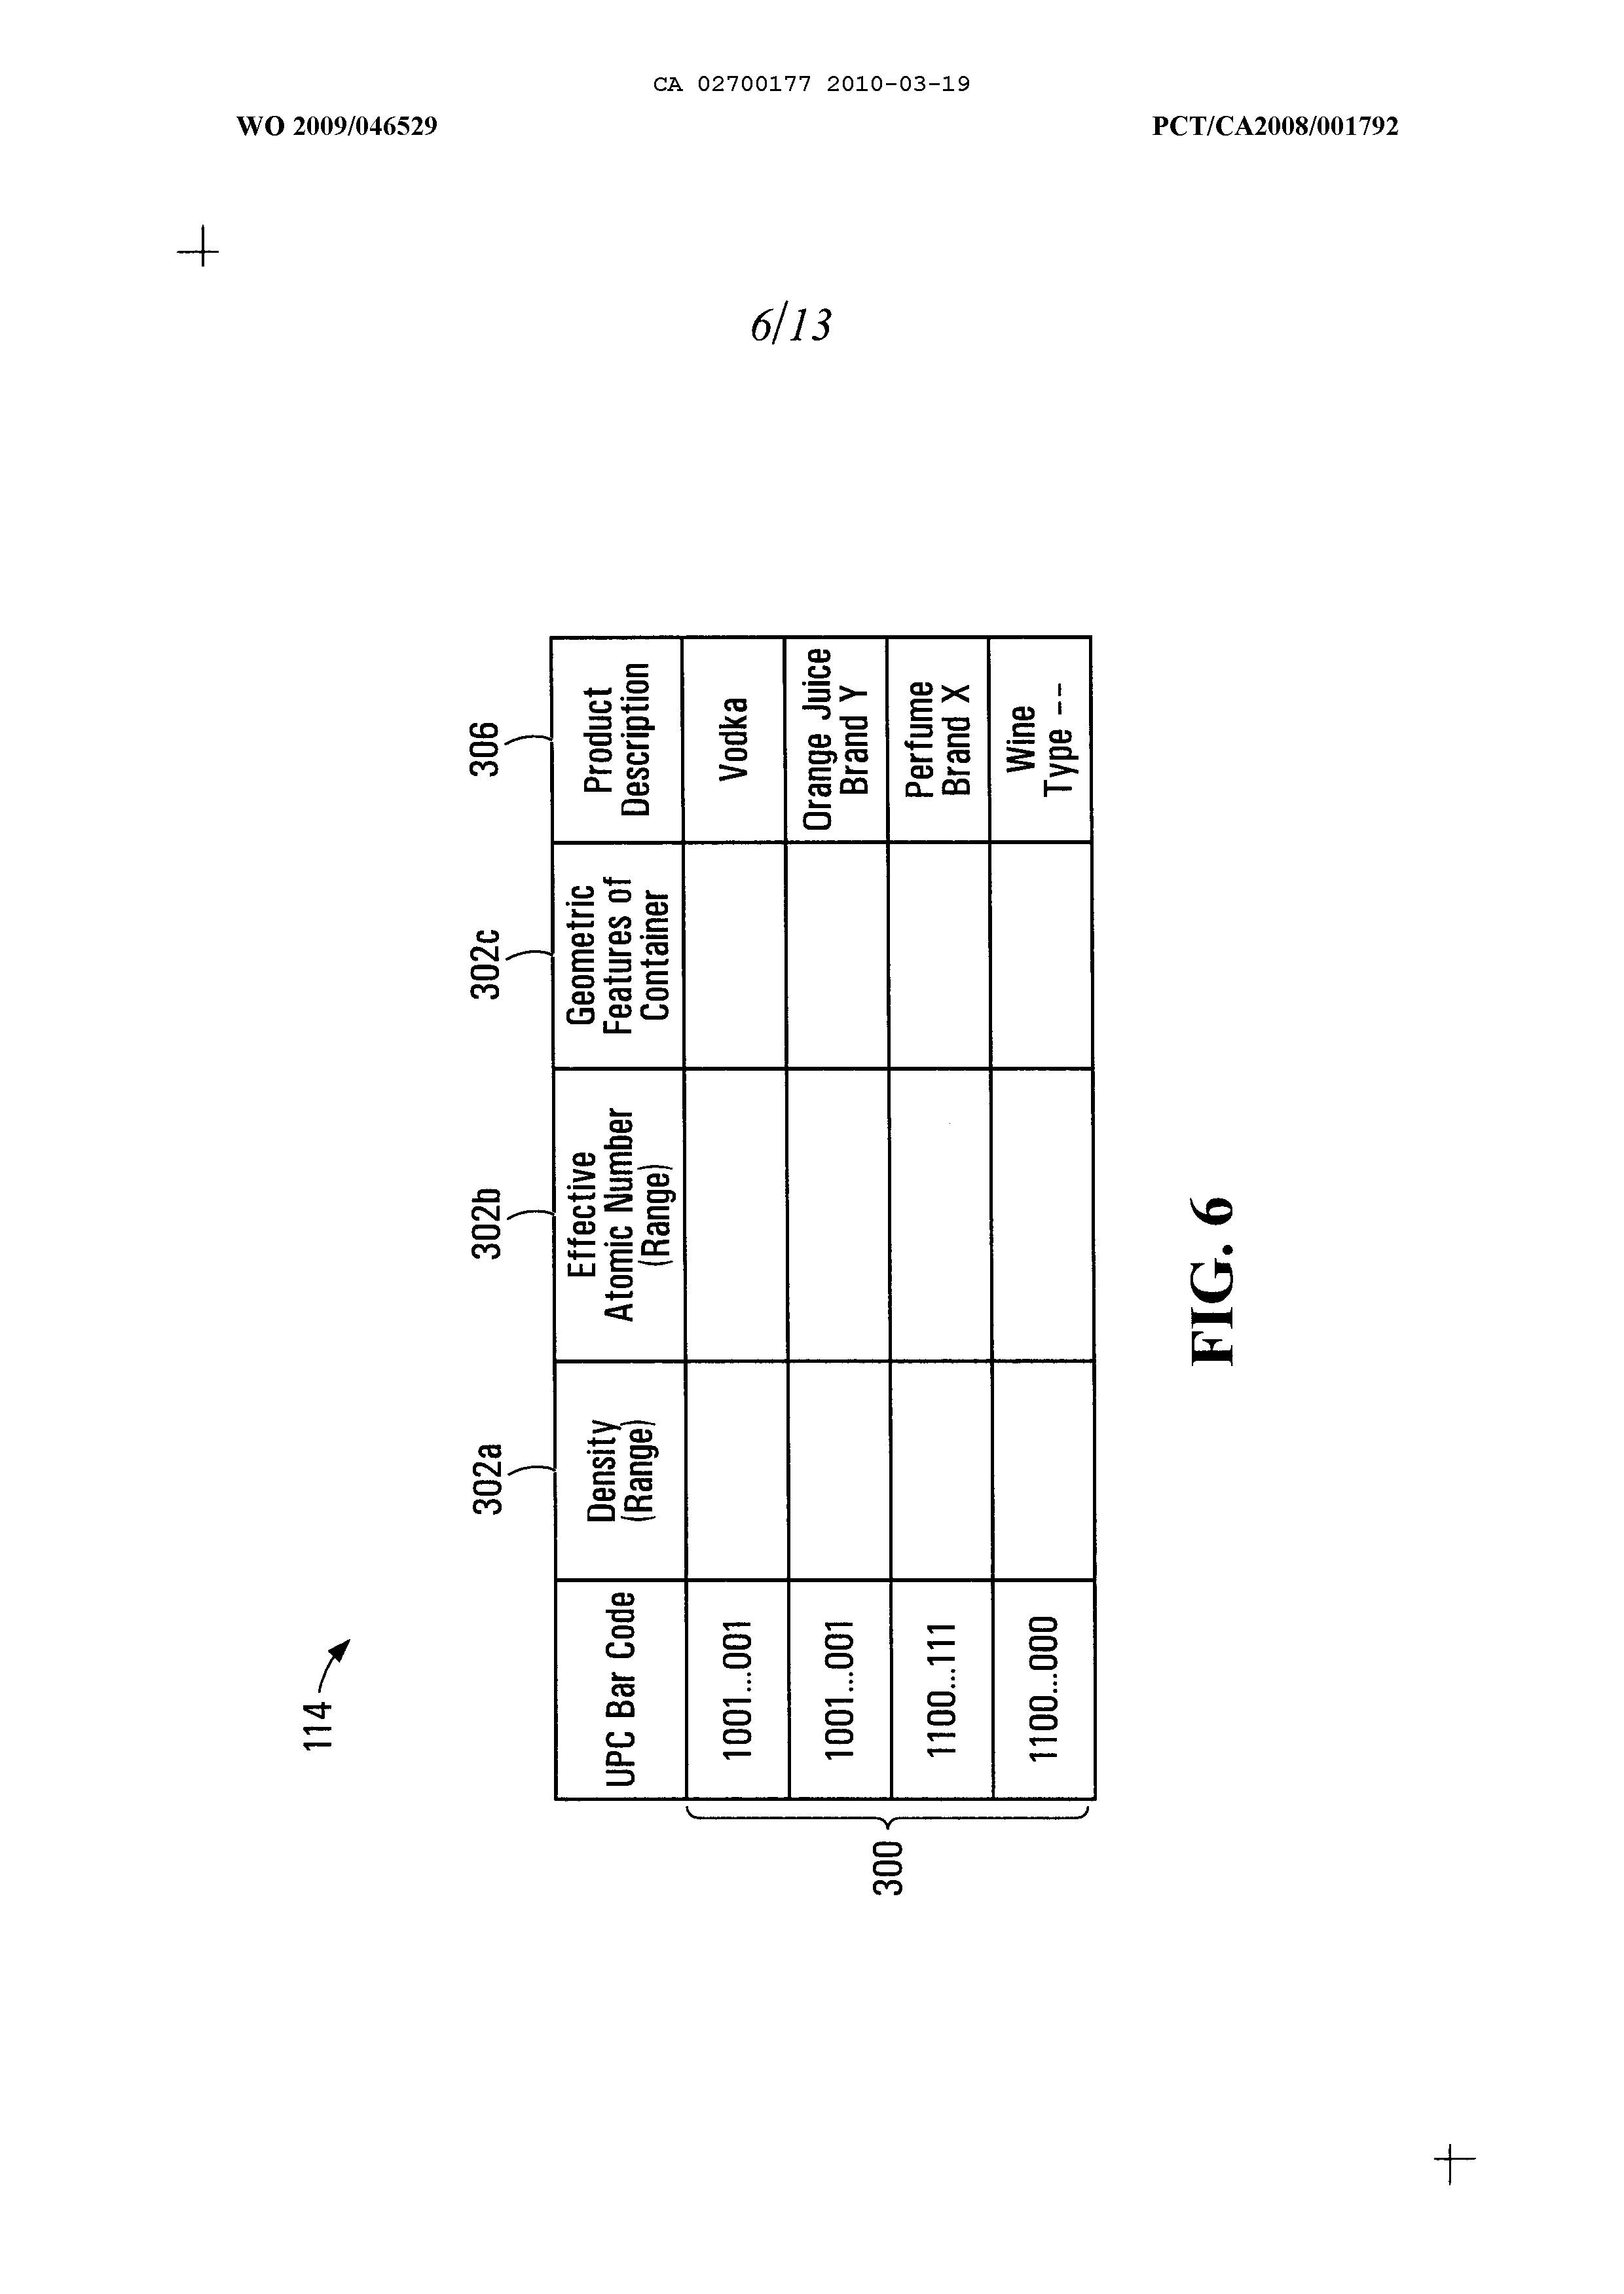 CA 02700177 2010-03-19
WO 2009/046529
PCT/CA2008/001792
6/13
114
302a
302b
302c
306
UPC Bar Code
Density
(Range)
Effective
Atomic Number
(Range)
Geometric
Features of
Container
Product
Description
1001...001
Vodka
1001...001
Orange Juice
Brand Y
1100...111
Perfume
Brand X
1100...000
Wine
Type --
300
FIG. 6